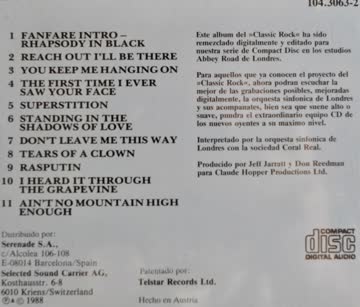 104.3063-2
1 FANFARE INTRO –
RHAPSODY IN BLACK
2 REACH OUT I'LL BE THERE
3 YOU KEEP ME HANGING ON
4 THE FIRST TIME I EVER
SAW YOUR FACE
5 SUPERSTITION
6 STANDING IN THE
SHADOWS OF LOVE
7 DON'T LEAVE ME THIS WAY
8 TEARS OF A CLOWN
9 RASPUTIN
10 I HEARD IT THROUGH
THE GRAPEVINE
11 AIN'T NO MOUNTAIN HIGH
ENOUGH
Este album del »Classic Rock« ha sido
remezclado digitalmente y editado para
nuestra serie de Compact Disc en los estudios
Abbey Road de Londres.
Para aquellos que ya conocen el proyecto del
»Classic Rock«, ahora podran escuchar la
mejor de las grabaciones posibles, mejoradas
digitalmente, la orquesta sinfonica de Londres
y sus acompanantes, bien sea que suene alto o
suave, pundra el extraordinario equipo CD de
los nuevos oyentes a su maximo nivel.
Interpretado por la orquesta sinfonica de
Londres con la sociedad Coral Real.
Producido por Jeff Jarratt y Don Reedman
para Claude Hopper Productions Ltd.
Distribuido por:
Serenade S.A.,
c/Alcolea 106-108
E-08014 Barcelona/Spain
Selected Sound Carrier AG,
Kosthausstr. 6-8
6010 Kriens/Switzerland
℗ © 1988
Patentado por:
Telstar Records Ltd.
Hecho en Austria
COMPACT
disc
DIGITAL AUDIO